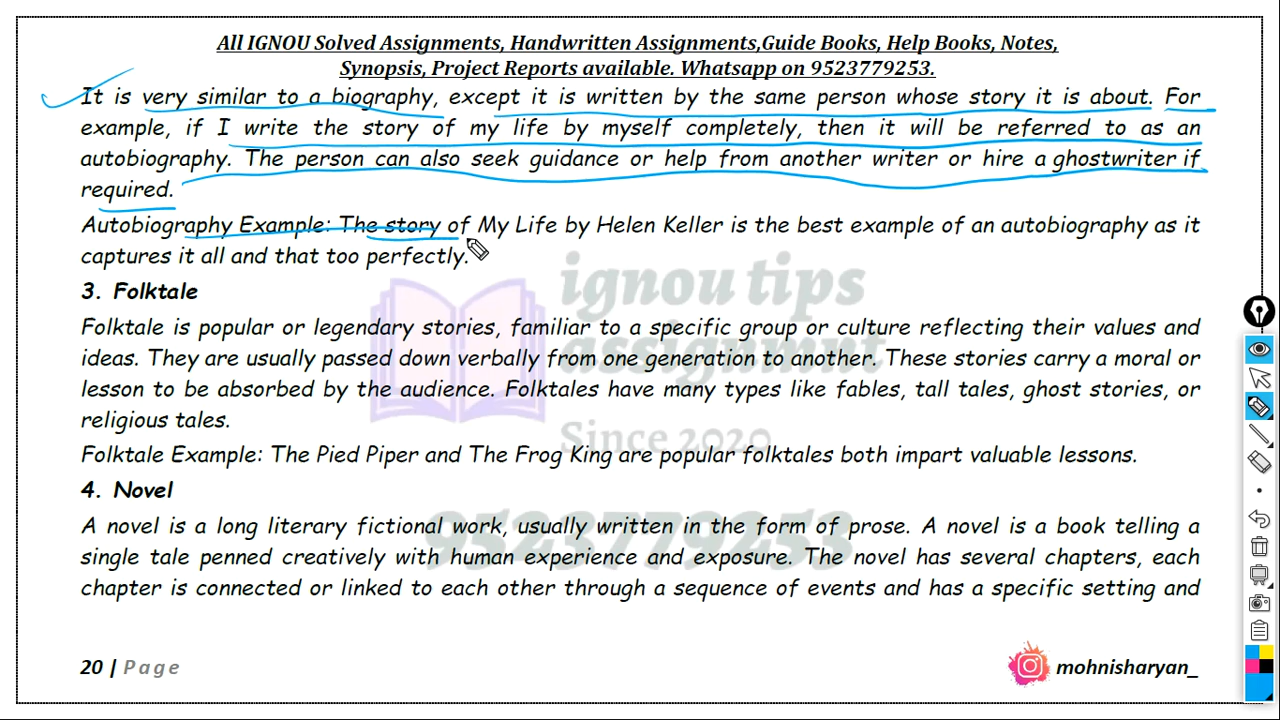 All IGNOU Solved Assignments, Handwritten Assignments,Guide Books, Help Books, Notes,
Synopsis, Project Reports available. Whatsapp on 9523779253.
It is very similar to a biography, except it is written by the same person whose story it is about. For
example, if I write the story of my life by myself completely, then it will be referred to as an
autobiography. The person can also seek guidance or help from another writer or hire a ghostwriter if
required.
Autobiography Example: The story of My Life by Helen Keller is the best example of an autobiography as it
captures it all and that too perfectly.
ignou tips
assignmnt
Since 2020
3. Folktale
Folktale is popular or legendary stories, familiar to a specific group or culture reflecting their values and
ideas. They are usually passed down verbally from one generation to another. These stories carry a moral or
lesson to be absorbed by the audience. Folktales have many types like fables, tall tales, ghost stories, or
religious tales.
Folktale Example: The Pied Piper and The Frog King are popular folktales both impart valuable lessons.
4. Novel
A novel is a long literary fictional work, usually written in the form of prose. A novel is a book telling a
9523779253
single tale penned creatively with human experience and exposure. The novel has several chapters, each
chapter is connected or linked to each other through a sequence of events and has a specific setting and
20 | Page
mohnisharyan_